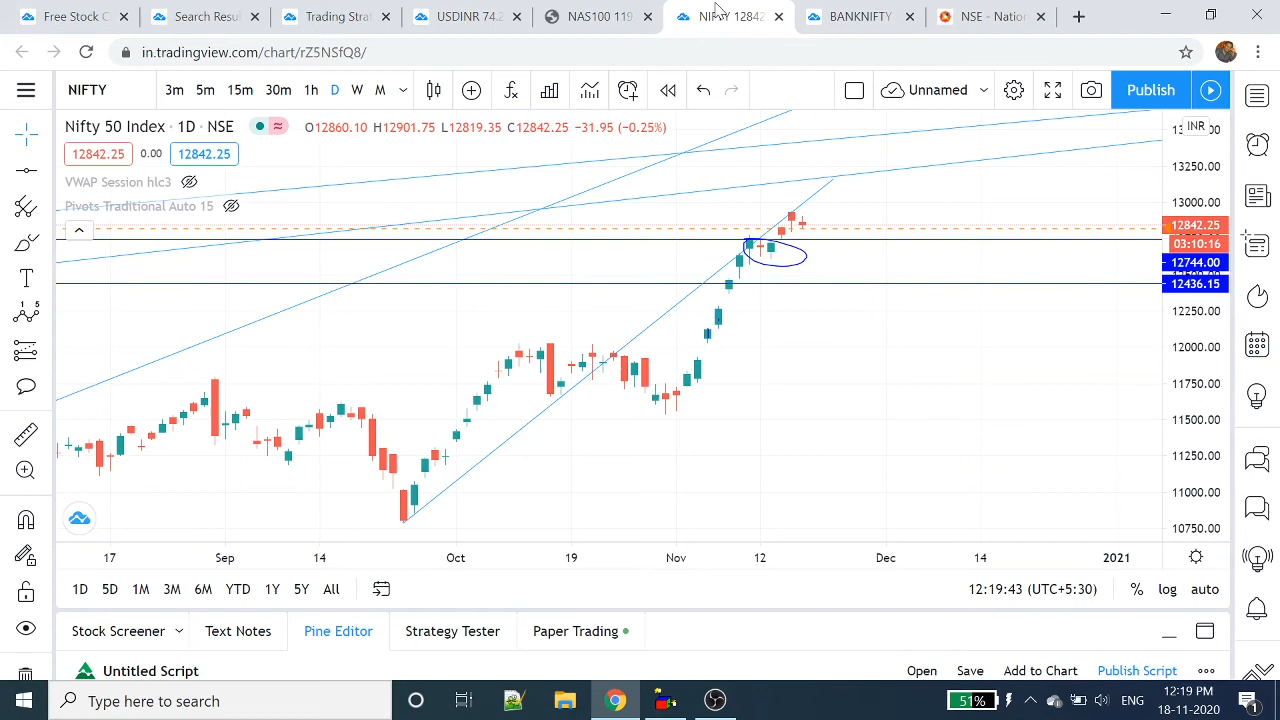 Free Stock C
Search Resul
Trading Strat
USDINR 74.2
NAS100 119
NIFTY 12842
BANKNIFTY
NSE - Nation
in.tradingview.com/chart/rZ5NSfQ8/
NIFTY 3m 5m 15m 30m 1h D W M Unnamed Publish
Nifty 50 Index · 1D · NSE O12860.10 H12901.75 L12819.35 C12842.25 −31.95 (−0.25%)
12842.25 0.00 12842.25
VWAP Session hlc3
Pivots Traditional Auto 15
INR
13250.00
13000.00
12842.25
03:10:16
12744.00
12436.15
12250.00
12000.00
11750.00
11500.00
11250.00
11000.00
10750.00
17 Sep 14 Oct 19 Nov 12 Dec 14 2021
1D 5D 1M 3M 6M YTD 1Y 5Y All 12:19:43 (UTC+5:30) % log auto
Stock Screener Text Notes Pine Editor Strategy Tester Paper Trading
Untitled Script Open Save Add to Chart Publish Script
Type here to search 51% ENG 12:19 PM
18-11-2020